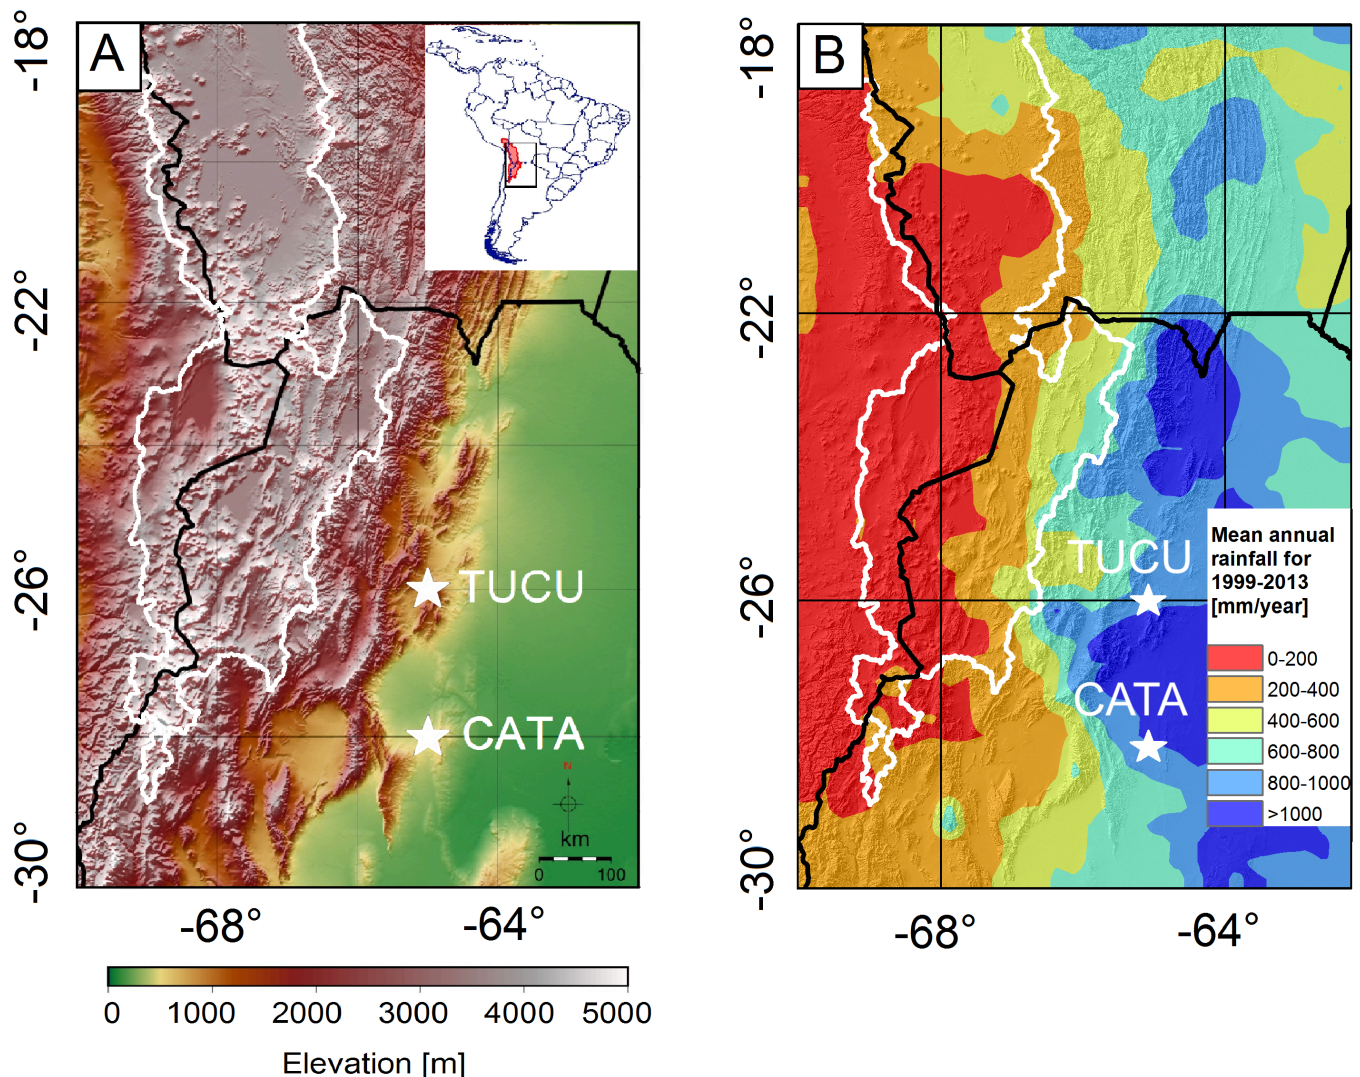 A
-18°
-22°
-26°
-30°
TUCU
CATA
N
km
0 100
-68° -64°
0 1000 2000 3000 4000 5000
Elevation [m]
B
-18°
-22°
-26°
-30°
TUCU
CATA
Mean annual
rainfall for
1999-2013
[mm/year]
0-200
200-400
400-600
600-800
800-1000
>1000
-68° -64°